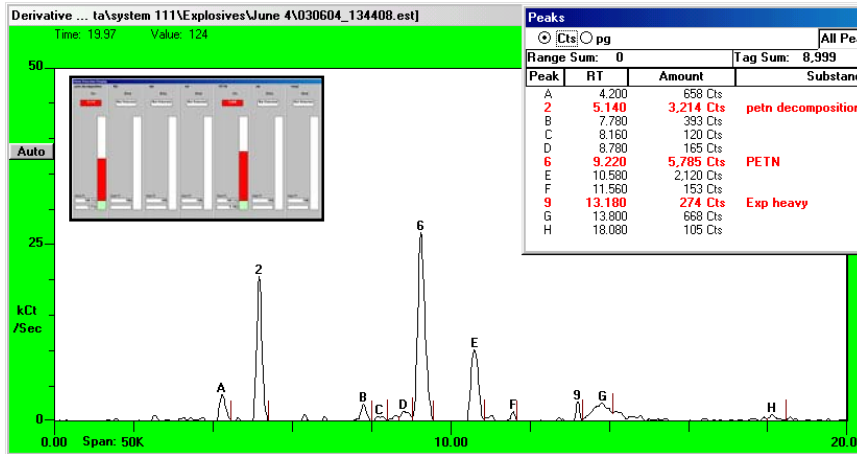 Derivative ... ta\system 111\Explosives\June 4\030604_134408.est]
Time: 19.97 Value: 124
Peaks
Cts pg All Pea
Range Sum: 0 Tag Sum: 8,999
Peak RT Amount Substanc
A 4.200 658 Cts
2 5.140 3,214 Cts petn decomposition
B 7.780 393 Cts
C 8.160 120 Cts
D 8.780 165 Cts
6 9.220 5,785 Cts PETN
E 10.580 2,120 Cts
F 11.560 153 Cts
9 13.180 274 Cts Exp heavy
G 13.800 668 Cts
H 18.080 105 Cts
50
Auto
25
kCt
/Sec
0
A
2
B
C
D
6
E
F
9
G
H
0.00 Span: 50K 10.00 20.0